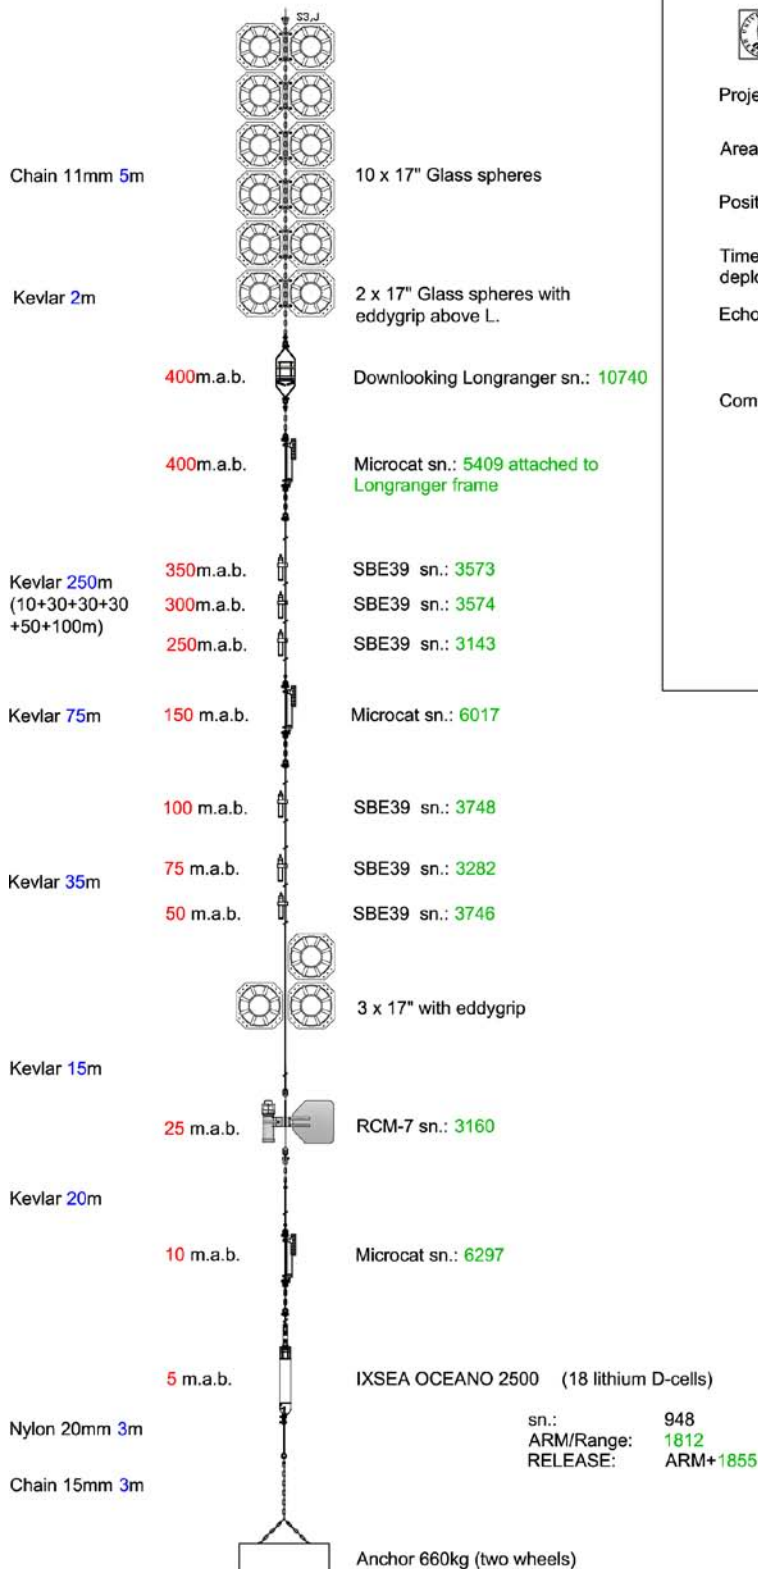 S3,J
Chain 11mm 5m
10 x 17" Glass spheres
Kevlar 2m
2 x 17" Glass spheres with
eddygrip above L.
400m.a.b.
Downlooking Longranger sn.: 10740
400m.a.b.
Microcat sn.: 5409 attached to
Longranger frame
Kevlar 250m
(10+30+30+30
+50+100m)
350m.a.b.
SBE39 sn.: 3573
300m.a.b.
SBE39 sn.: 3574
250m.a.b.
SBE39 sn.: 3143
Kevlar 75m
150 m.a.b.
Microcat sn.: 6017
100 m.a.b.
SBE39 sn.: 3748
Kevlar 35m
75 m.a.b.
SBE39 sn.: 3282
50 m.a.b.
SBE39 sn.: 3746
3 x 17" with eddygrip
Kevlar 15m
25 m.a.b.
RCM-7 sn.: 3160
Kevlar 20m
10 m.a.b.
Microcat sn.: 6297
5 m.a.b.
IXSEA OCEANO 2500 (18 lithium D-cells)
sn.: 948
ARM/Range: 1812
RELEASE: ARM+1855
Nylon 20mm 3m
Chain 15mm 3m
Anchor 660kg (two wheels)
Proje
Area
Posit
Time
deplo
Echo
Com